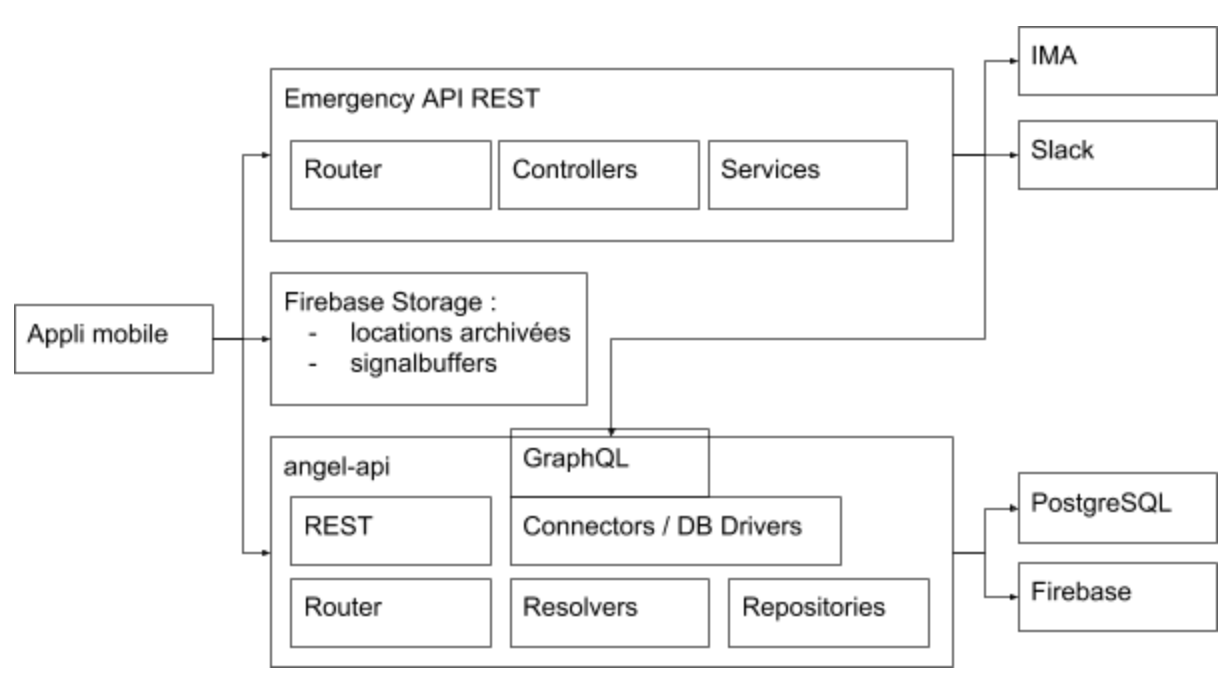 IMA
Emergency API REST
Slack
Router
Controllers
Services
Firebase Storage :
- locations archivées
- signalbuffers
Appli mobile
angel-api
GraphQL
REST
Connectors / DB Drivers
PostgreSQL
Router
Resolvers
Repositories
Firebase